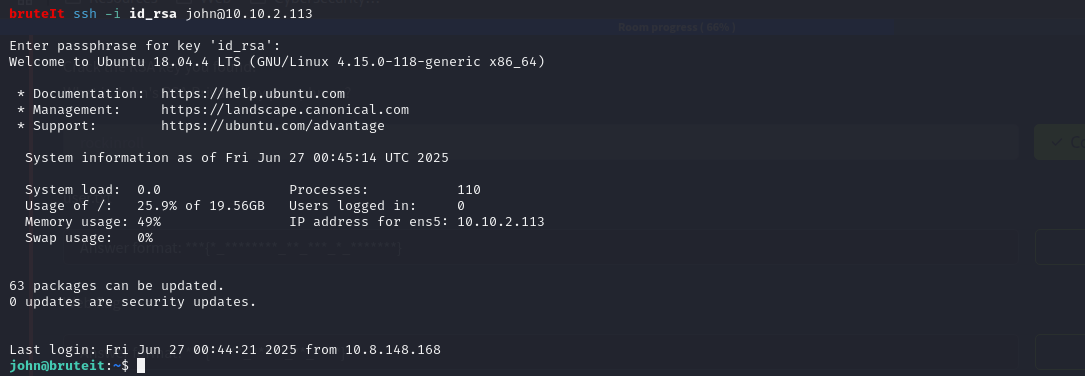 bruteIt ssh -i id_rsa john@10.10.2.113
Room progress [ 66% ]
Enter passphrase for key 'id_rsa':
Welcome to Ubuntu 18.04.4 LTS (GNU/Linux 4.15.0-118-generic x86_64)
* Documentation:  https://help.ubuntu.com
* Management:     https://landscape.canonical.com
* Support:        https://ubuntu.com/advantage
System information as of Fri Jun 27 00:45:14 UTC 2025
System load:  0.0                Processes:           110
Usage of /:   25.9% of 19.56GB   Users logged in:     0
Memory usage: 49%                IP address for ens5: 10.10.2.113
Swap usage:   0%
Answer format:
63 packages can be updated.
0 updates are security updates.
Last login: Fri Jun 27 00:44:21 2025 from 10.8.148.168
john@bruteit:~$